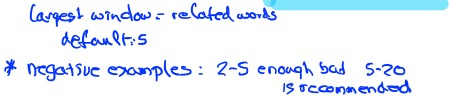 largest window = related words
default: 5
* negative examples : 2-5 enough bad 5-20
is recommended